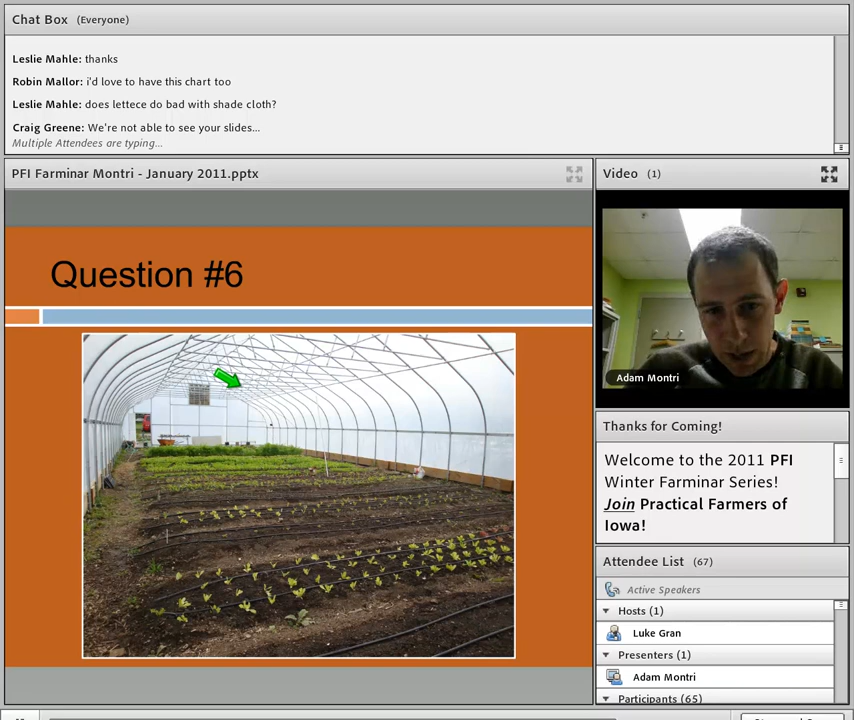 Chat Box (Everyone)
Leslie Mahle: thanks
Robin Mallor: i'd love to have this chart too
Leslie Mahle: does lettece do bad with shade cloth?
Craig Greene: We're not able to see your slides...
Multiple Attendees are typing...
PFI Farminar Montri - January 2011.pptx
Question #6
Video (1)
Adam Montri
Thanks for Coming!
Welcome to the 2011 PFI
Winter Farminar Series!
Join Practical Farmers of
Iowa!
Attendee List (67)
Active Speakers
Hosts (1)
Luke Gran
Presenters (1)
Adam Montri
Participants (65)